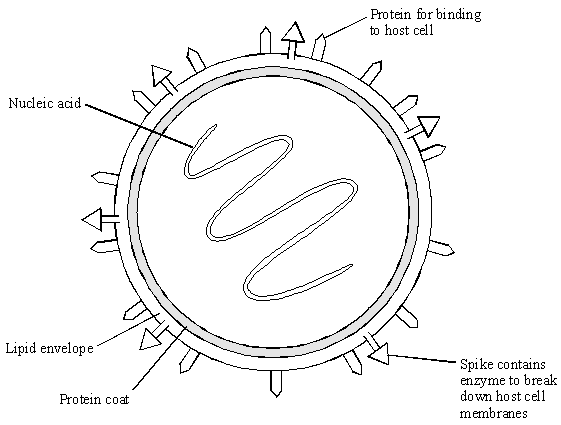 Protein for binding
to host cell
Nucleic acid
Lipid envelope
Protein coat
Spike contains
enzyme to break
down host cell
membranes